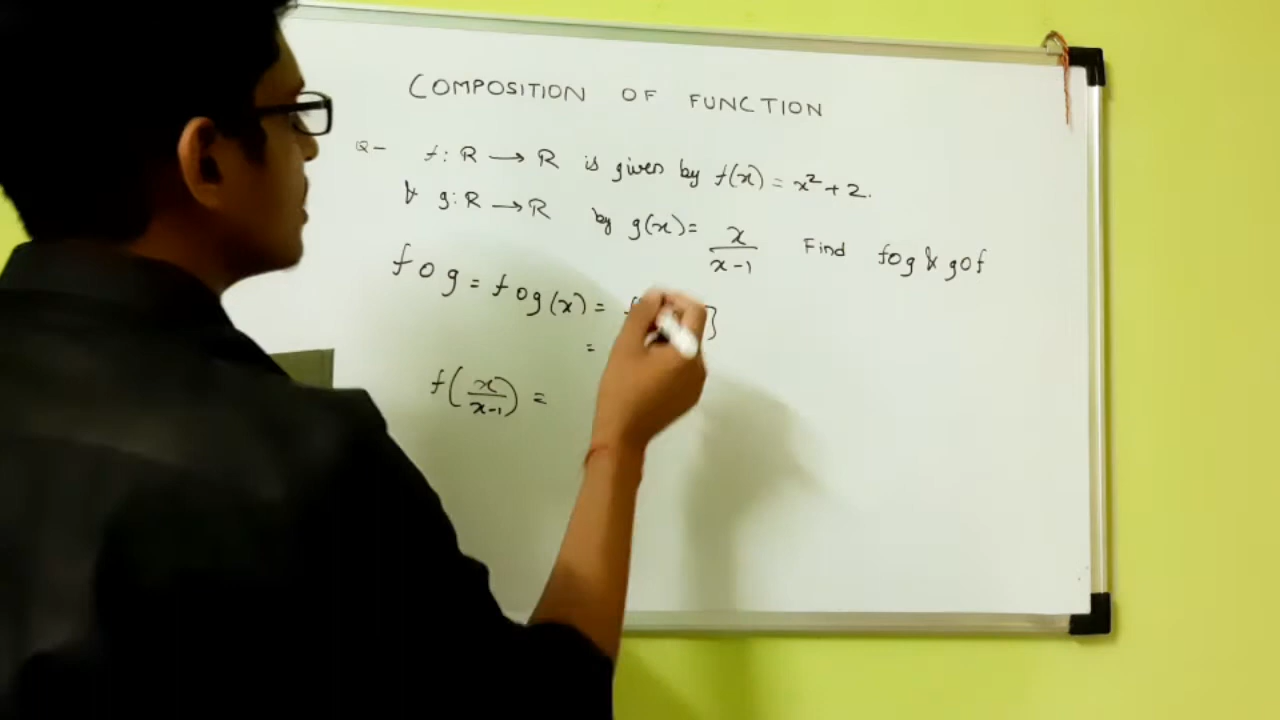 COMPOSITION OF FUNCTION
Q- f: R → R is given by f(x) = x² + 2.
& g: R → R by g(x) = x/(x-1) Find fog & gof
fog = fog(x) =
=
f(x/(x-1)) =